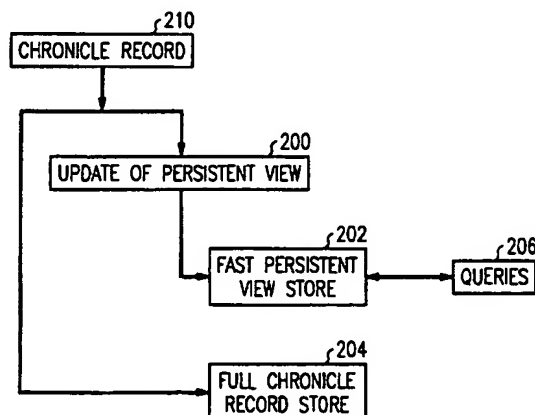 210
CHRONICLE RECORD
200
UPDATE OF PERSISTENT VIEW
202
FAST PERSISTENT
VIEW STORE
206
QUERIES
204
FULL CHRONICLE
RECORD STORE